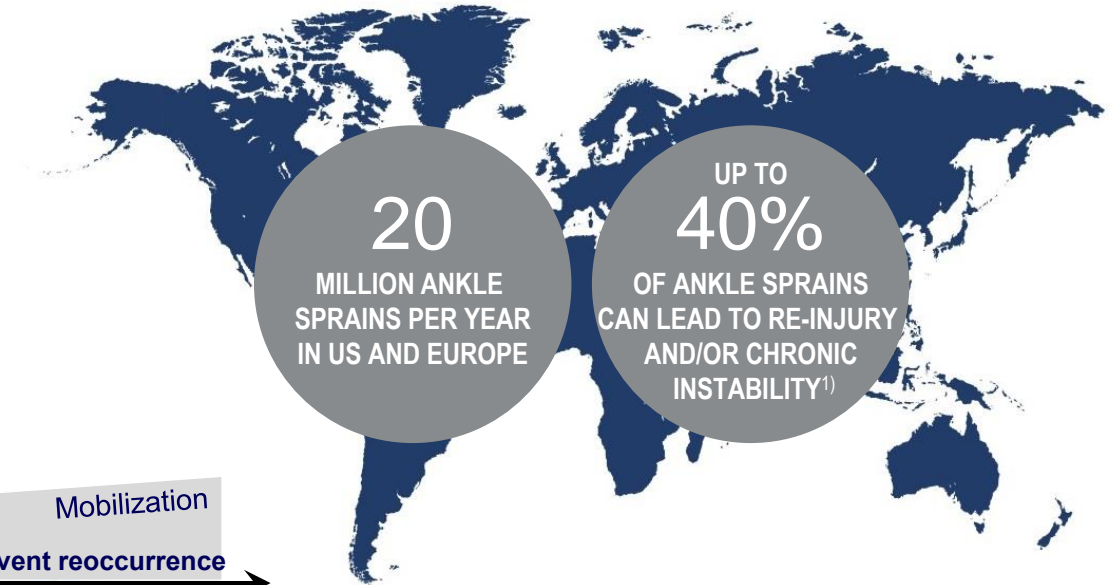 20
MILLION ANKLE
SPRAINS PER YEAR
IN US AND EUROPE
UP TO
40%
OF ANKLE SPRAINS
CAN LEAD TO RE-INJURY
AND/OR CHRONIC
INSTABILITY1)
Mobilization
vent reoccurrence